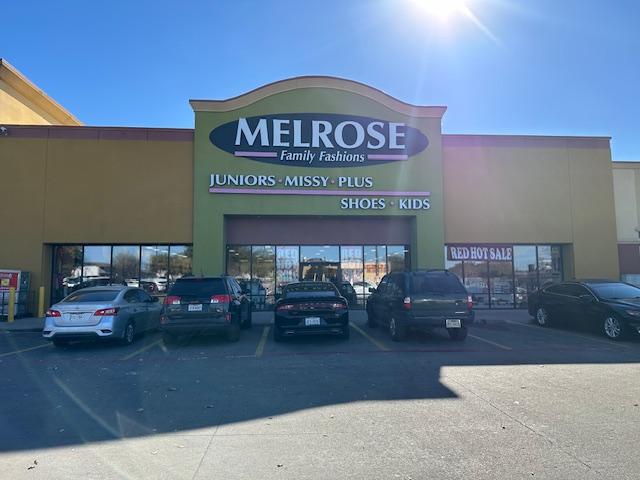 MELROSE
Family Fashions
JUNIORS · MISSY · PLUS
SHOES · KIDS
RED HOT SALE